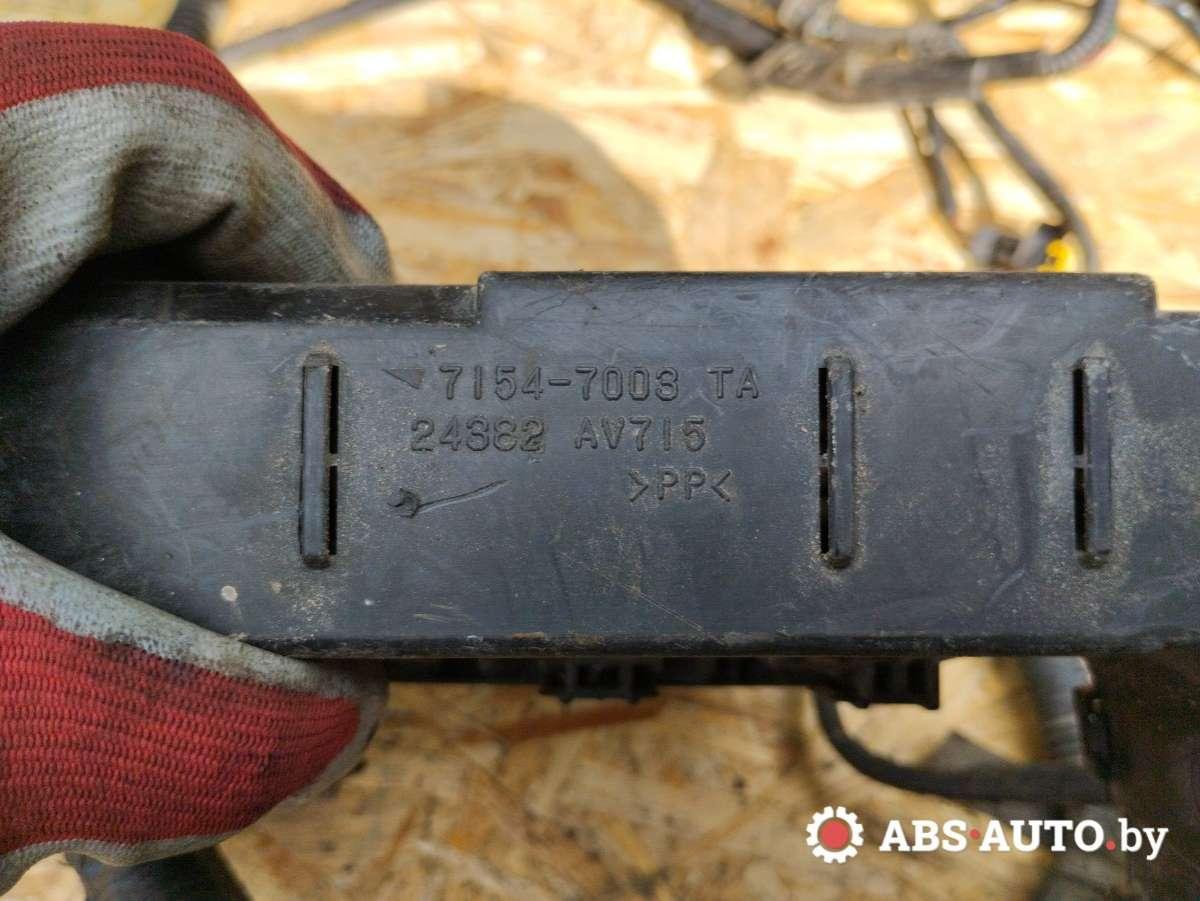 7154-7003 TA
24382 AV715
>PP<
ABS·AUTO.by